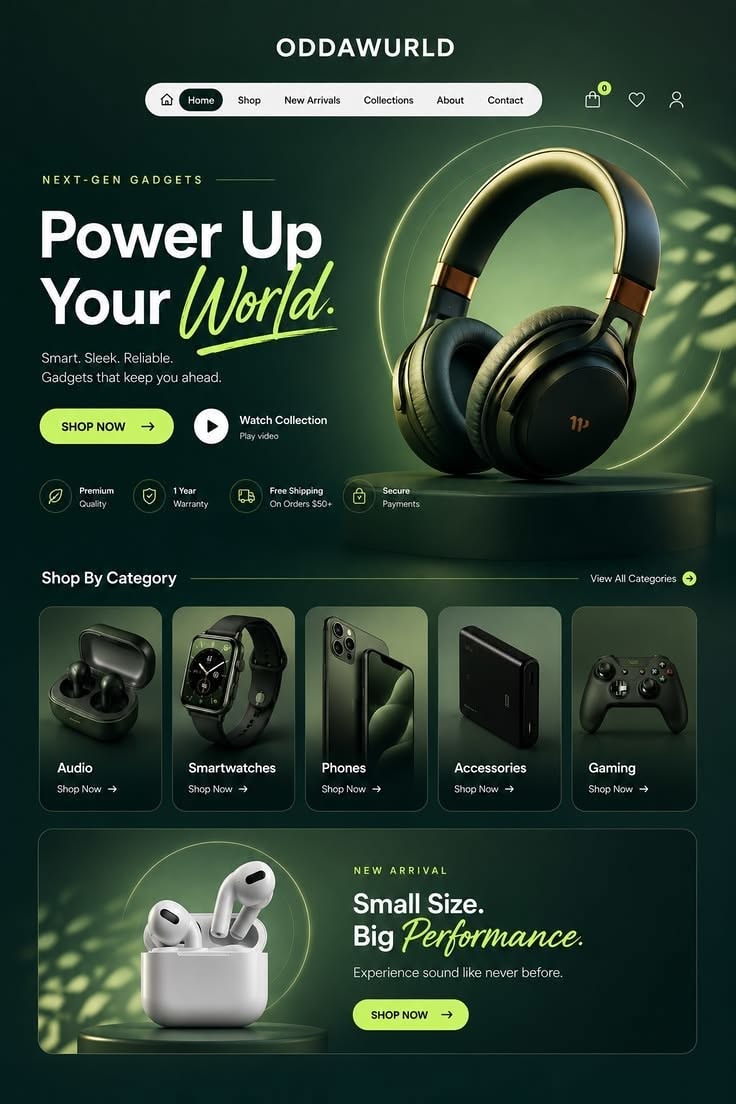 ODDAWURLD
Home Shop New Arrivals Collections About Contact
0
NEXT-GEN GADGETS
Power Up
Your World.
Smart. Sleek. Reliable.
Gadgets that keep you ahead.
SHOP NOW
Watch Collection
Play video
Premium
Quality
1 Year
Warranty
Free Shipping
On Orders $50+
Secure
Payments
Shop By Category
View All Categories
Audio
Shop Now
Smartwatches
Shop Now
Phones
Shop Now
Accessories
Shop Now
Gaming
Shop Now
NEW ARRIVAL
Small Size.
Big Performance.
Experience sound like never before.
SHOP NOW